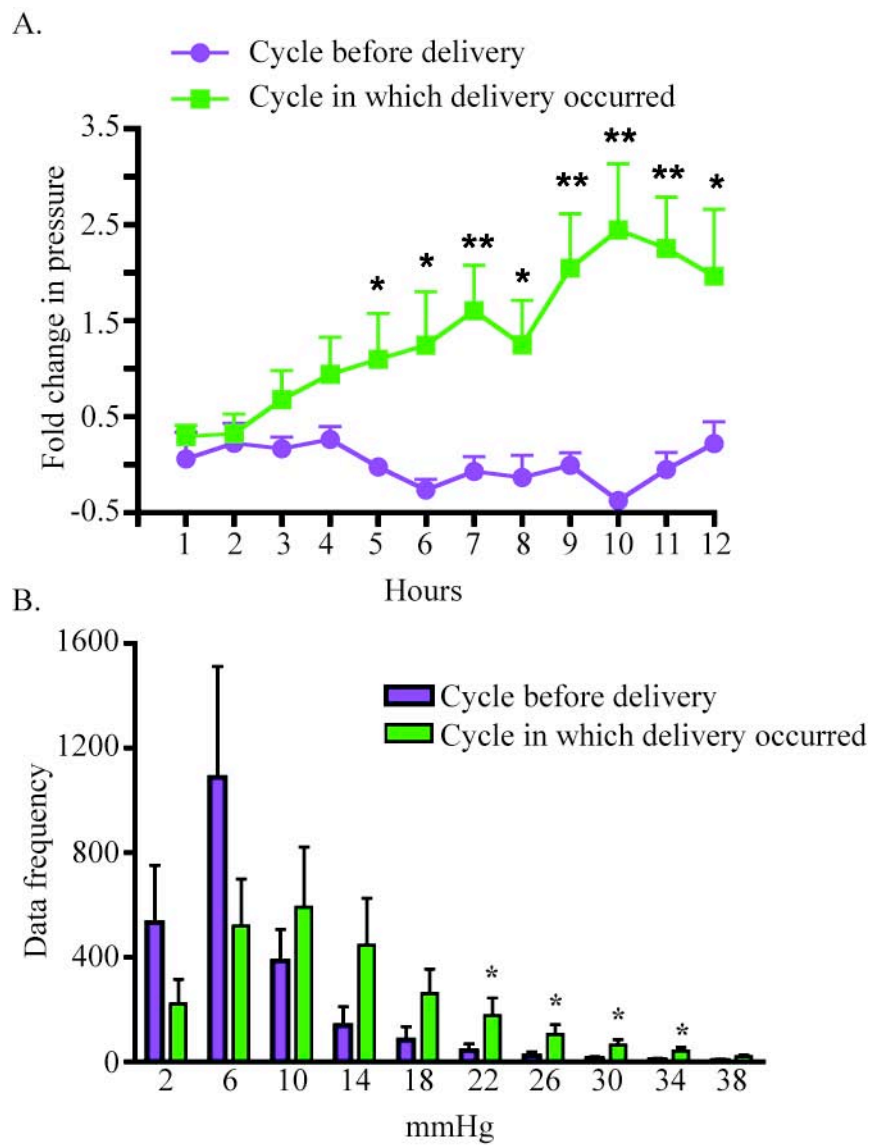 A.
Cycle before delivery
Cycle in which delivery occurred
Fold change in pressure
3.5
2.5
1.5
0.5
-0.5
* * ** * ** ** ** *
1 2 3 4 5 6 7 8 9 10 11 12
Hours
B.
Data frequency
1600
1200
800
400
0
Cycle before delivery
Cycle in which delivery occurred
* * * *
2 6 10 14 18 22 26 30 34 38
mmHg